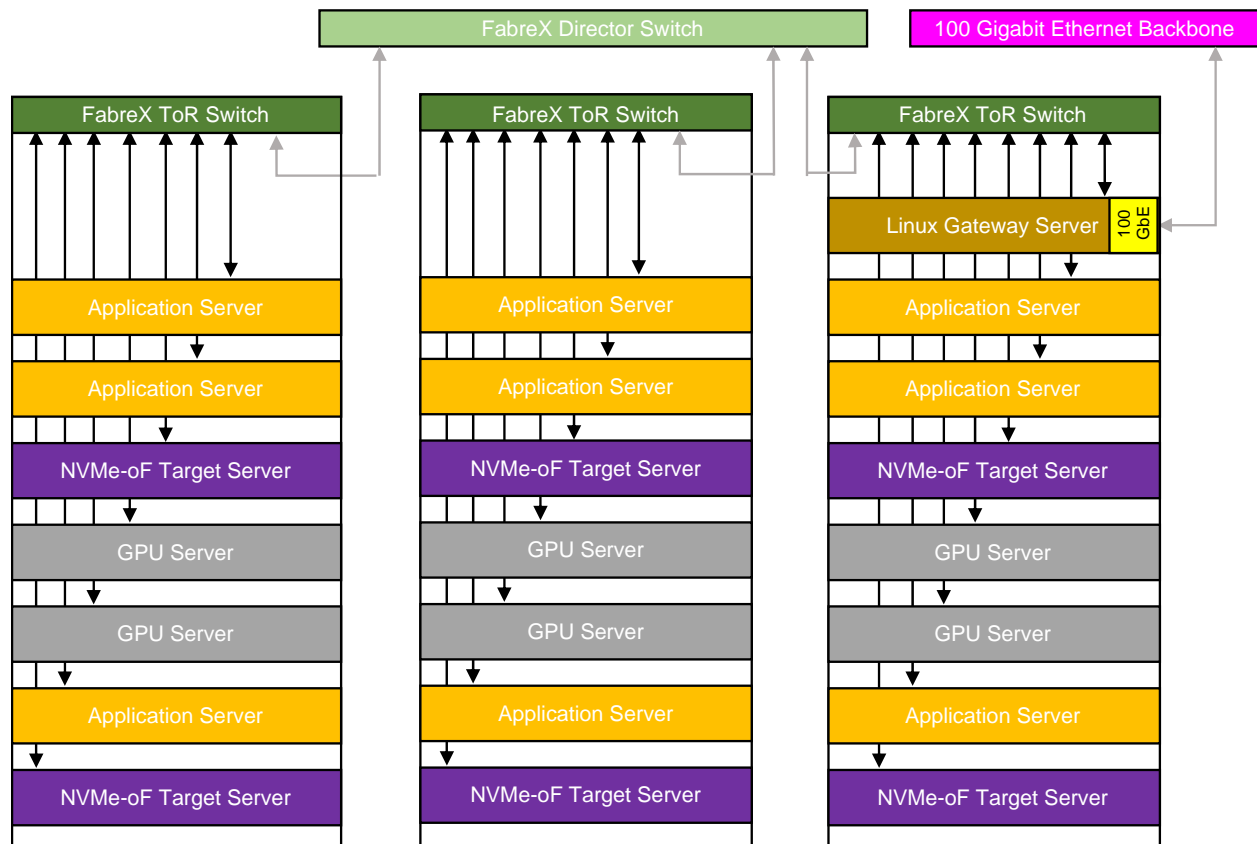 FabreX Director Switch
100 Gigabit Ethernet Backbone
FabreX ToR Switch
Application Server
Application Server
NVMe-oF Target Server
GPU Server
GPU Server
Application Server
NVMe-oF Target Server
FabreX ToR Switch
Application Server
Application Server
NVMe-oF Target Server
GPU Server
GPU Server
Application Server
NVMe-oF Target Server
FabreX ToR Switch
Linux Gateway Server
100
GbE
Application Server
Application Server
NVMe-oF Target Server
GPU Server
GPU Server
Application Server
NVMe-oF Target Server